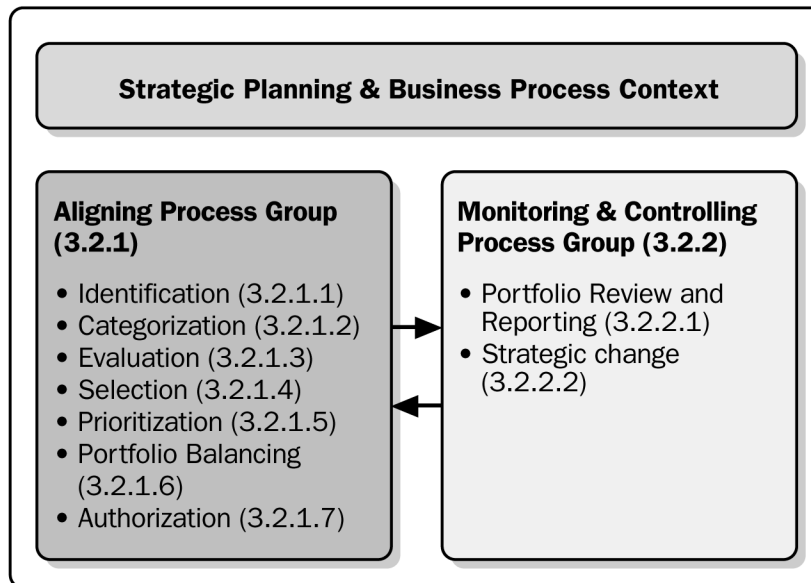 Strategic Planning & Business Process Context
Aligning Process Group
(3.2.1)
• Identification (3.2.1.1)
• Categorization (3.2.1.2)
• Evaluation (3.2.1.3)
• Selection (3.2.1.4)
• Prioritization (3.2.1.5)
• Portfolio Balancing
(3.2.1.6)
• Authorization (3.2.1.7)
Monitoring & Controlling
Process Group (3.2.2)
• Portfolio Review and
Reporting (3.2.2.1)
• Strategic change
(3.2.2.2)